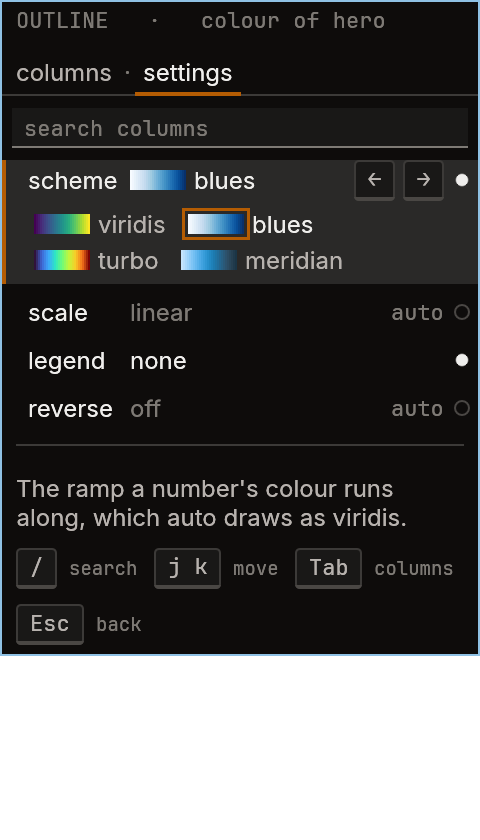 OUTLINE · colour of hero
columns · settings
search columns
scheme blues ← →
viridis blues
turbo meridian
scale linear auto
legend none
reverse off auto
The ramp a number's colour runs
along, which auto draws as viridis.
/ search j k move Tab columns
Esc back